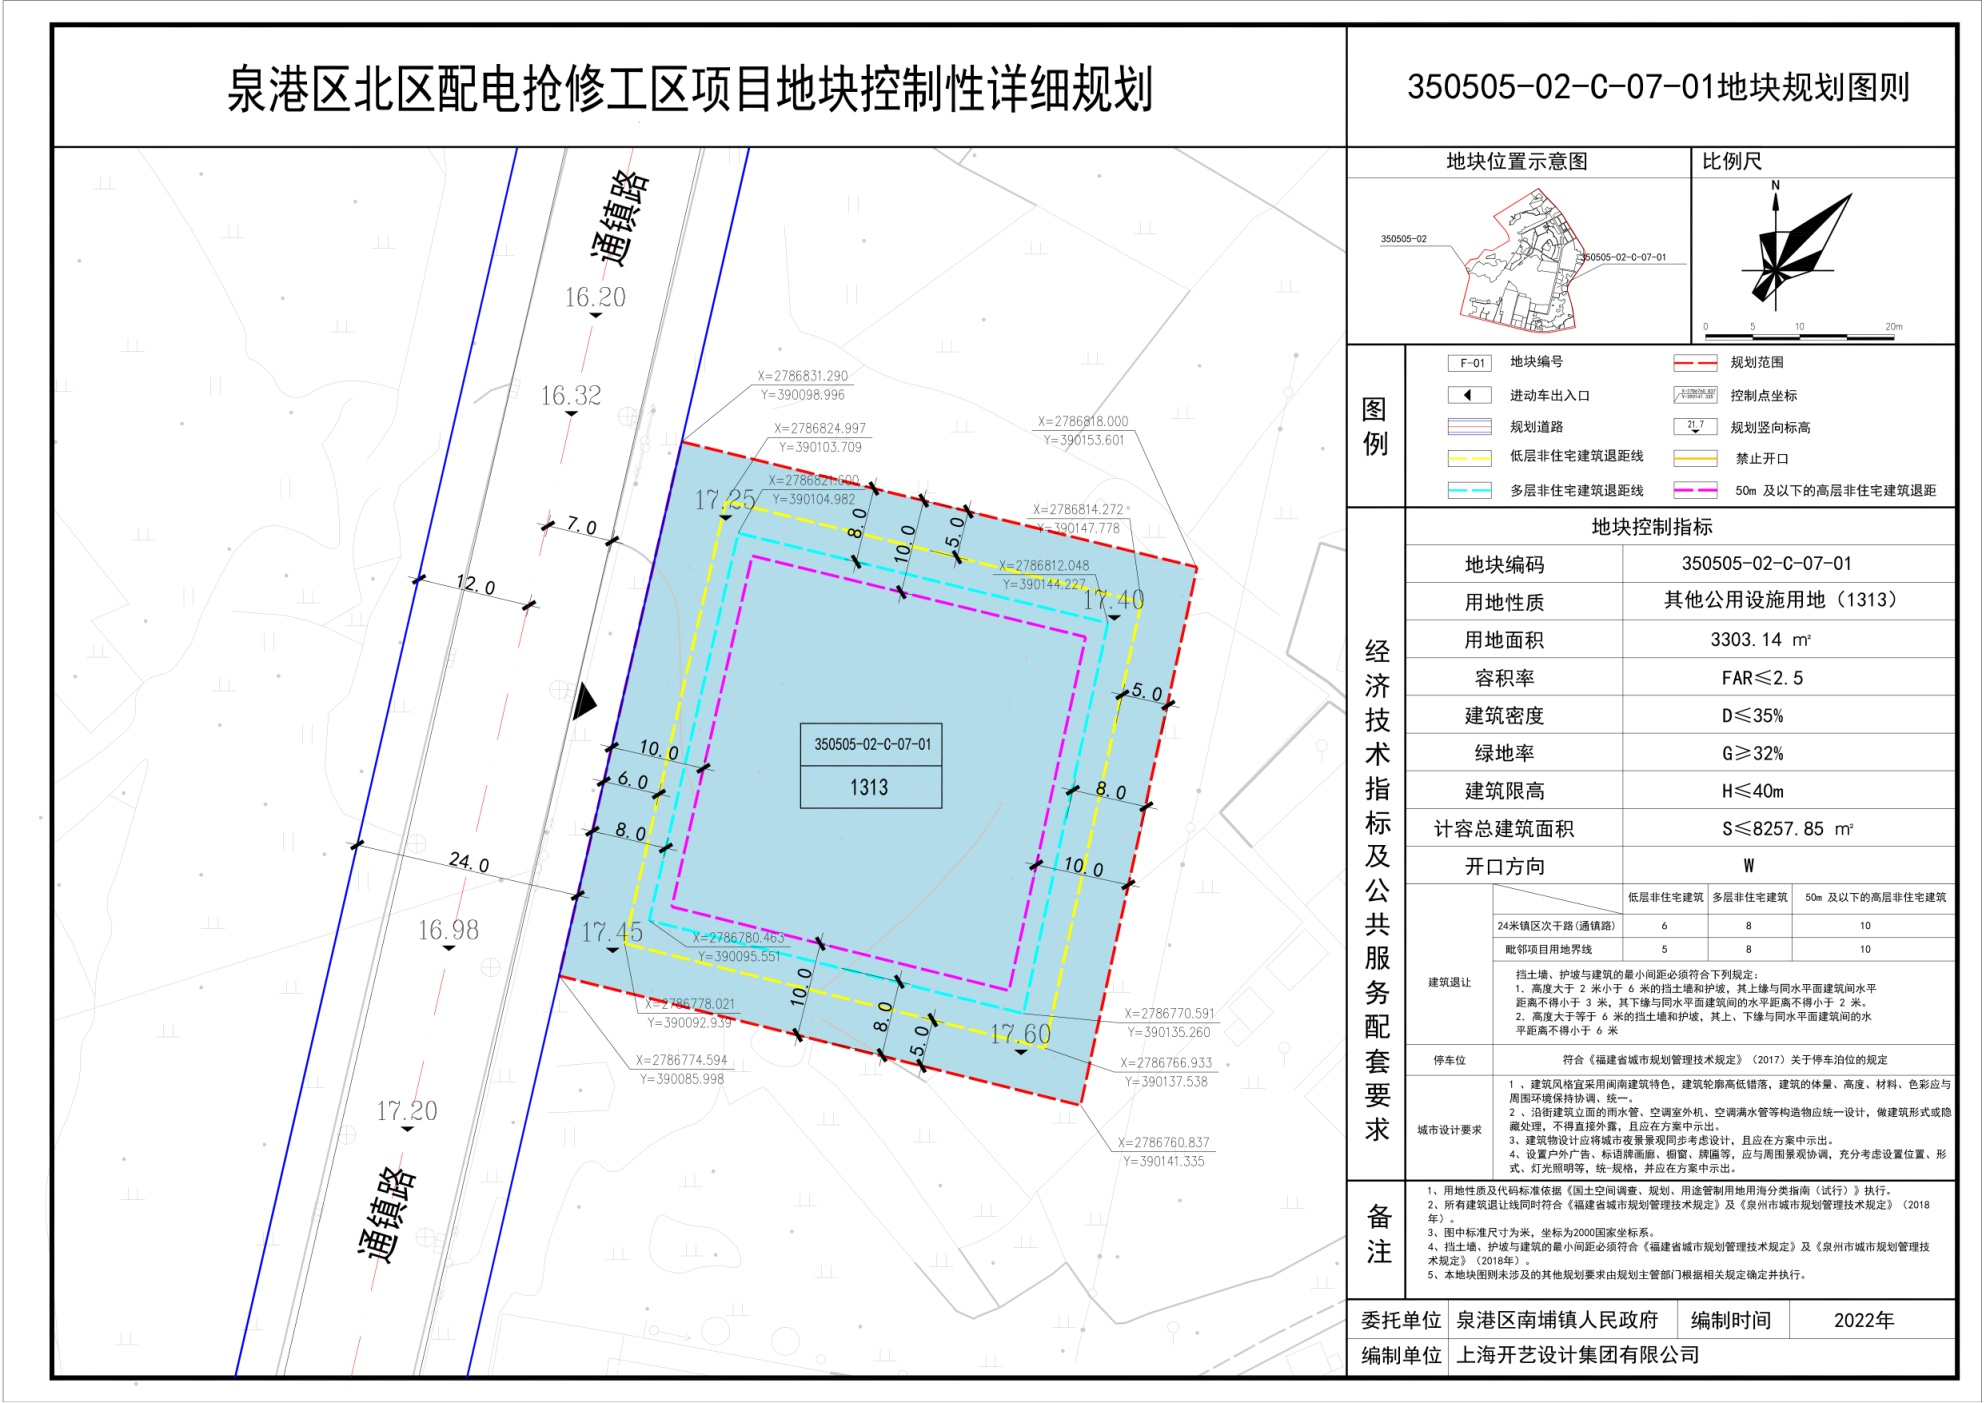 泉港区北区配电抢修工区项目地块控制性详细规划
350505-02-C-07-01地块规划图则
地块位置示意图
比例尺
350505-02
350505-02-C-07-01
N
0 5 10 20m
图例
F-01 地块编号
规划范围
进动车出入口
X=2786760.837
Y=390141.335
控制点坐标
规划道路
21.7 规划竖向标高
低层非住宅建筑退距线
禁止开口
多层非住宅建筑退距线
50m 及以下的高层非住宅建筑退距
通镇路
16.20
16.32
7.0
12.0
24.0
16.98
17.20
通镇路
X=2786831.290
Y=390098.996
X=2786824.997
Y=390103.709
X=2786821.600
Y=390104.982
X=2786818.000
Y=390153.601
X=2786814.272
Y=390147.778
X=2786812.048
Y=390144.227
17.25
8.0
10.0
5.0
17.40
5.0
8.0
10.0
10.0
6.0
8.0
350505-02-C-07-01
1313
17.45
X=2786780.463
Y=390095.551
X=2786778.021
Y=390092.939
X=2786774.594
Y=390085.998
10.0
8.0
5.0
17.60
X=2786770.591
Y=390135.260
X=2786766.933
Y=390137.538
X=2786760.837
Y=390141.335
经济技术指标及公共服务配套要求
地块控制指标
地块编码 350505-02-C-07-01
用地性质 其他公用设施用地（1313）
用地面积 3303.14 ㎡
容积率 FAR≤2.5
建筑密度 D≤35%
绿地率 G≥32%
建筑限高 H≤40m
计容总建筑面积 S≤8257.85 ㎡
开口方向 W
建筑退让
低层非住宅建筑 多层非住宅建筑 50m 及以下的高层非住宅建筑
24米镇区次干路(通镇路) 6 8 10
毗邻项目用地界线 5 8 10
挡土墙、护坡与建筑的最小间距必须符合下列规定：
1．高度大于 2 米小于 6 米的挡土墙和护坡，其上缘与同水平面建筑间水平
距离不得小于 3 米，其下缘与同水平面建筑间的水平距离不得小于 2 米。
2．高度大于等于 6 米的挡土墙和护坡，其上、下缘与同水平面建筑间的水
平距离不得小于 6 米
停车位 符合《福建省城市规划管理技术规定》（2017）关于停车泊位的规定
城市设计要求
1 、建筑风格宜采用闽南建筑特色，建筑轮廓高低错落，建筑的体量、高度、材料、色彩应与
周围环境保持协调、统一。
2 、沿街建筑立面的雨水管、空调室外机、空调滴水管等构造物应统一设计，做建筑形式或隐
藏处理，不得直接外露，且应在方案中示出。
3、建筑物设计应将城市夜景景观同步考虑设计，且应在方案中示出。
4、设置户外广告、标语牌画廊、橱窗、牌匾等，应与周围景观协调，充分考虑设置位置、形
式、灯光照明等，统一规格，并应在方案中示出。
备注
1、用地性质及代码标准依据《国土空间调查、规划、用途管制用地用海分类指南（试行）》执行。
2、所有建筑退让线同时符合《福建省城市规划管理技术规定》及《泉州市城市规划管理技术规定》（2018
年）。
3、图中标准尺寸为米，坐标为2000国家坐标系。
4、挡土墙、护坡与建筑的最小间距必须符合《福建省城市规划管理技术规定》及《泉州市城市规划管理技
术规定》（2018年）。
5、本地块图则未涉及的其他规划要求由规划主管部门根据相关规定确定并执行。
委托单位 泉港区南埔镇人民政府 编制时间 2022年
编制单位 上海开艺设计集团有限公司